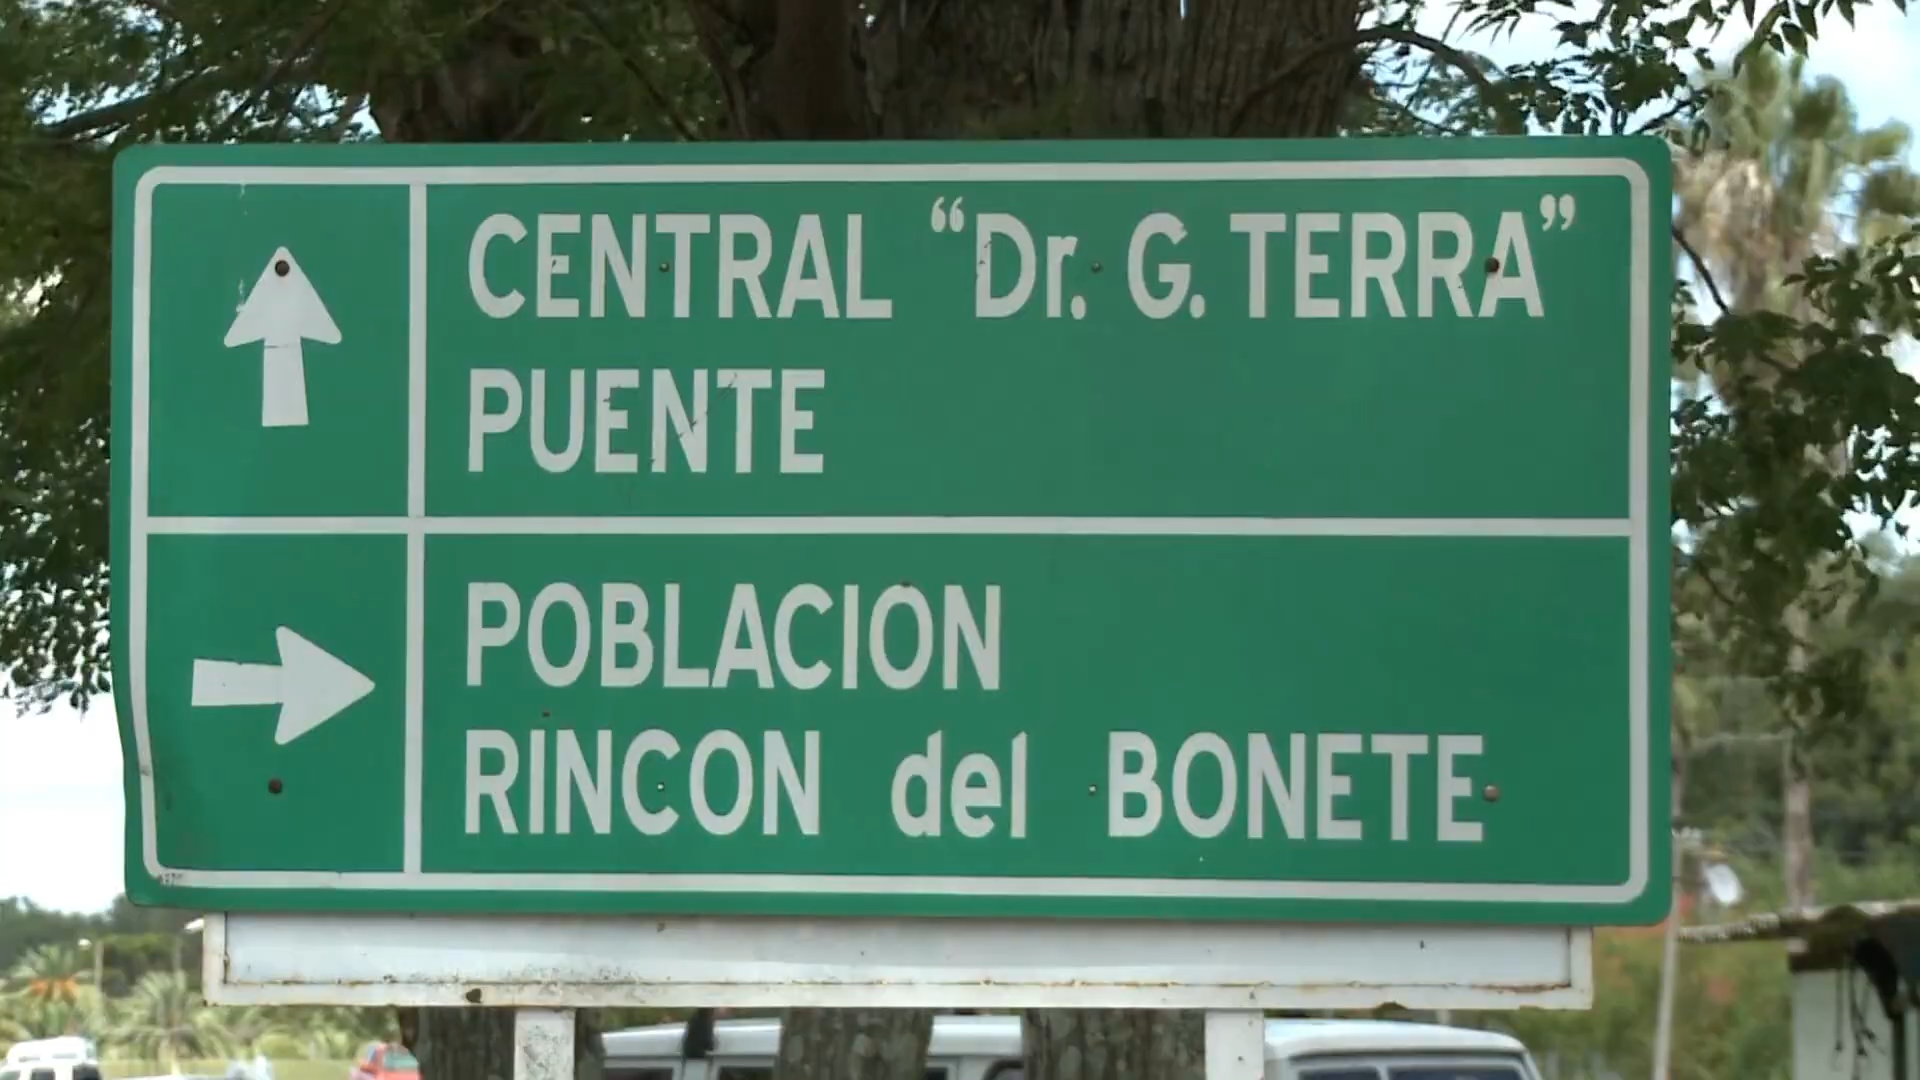 CENTRAL “Dr. G. TERRA”
PUENTE
POBLACION
RINCON del BONETE